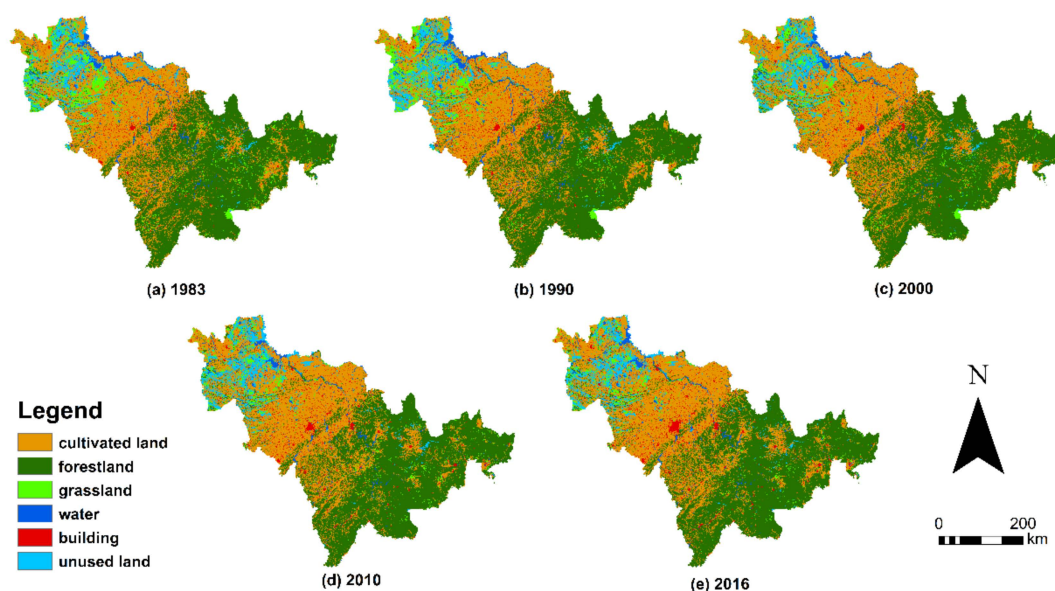 (a) 1983
(b) 1990
(c) 2000
Legend
cultivated land
forestland
grassland
water
building
unused land
(d) 2010
(e) 2016
N
0 200
km